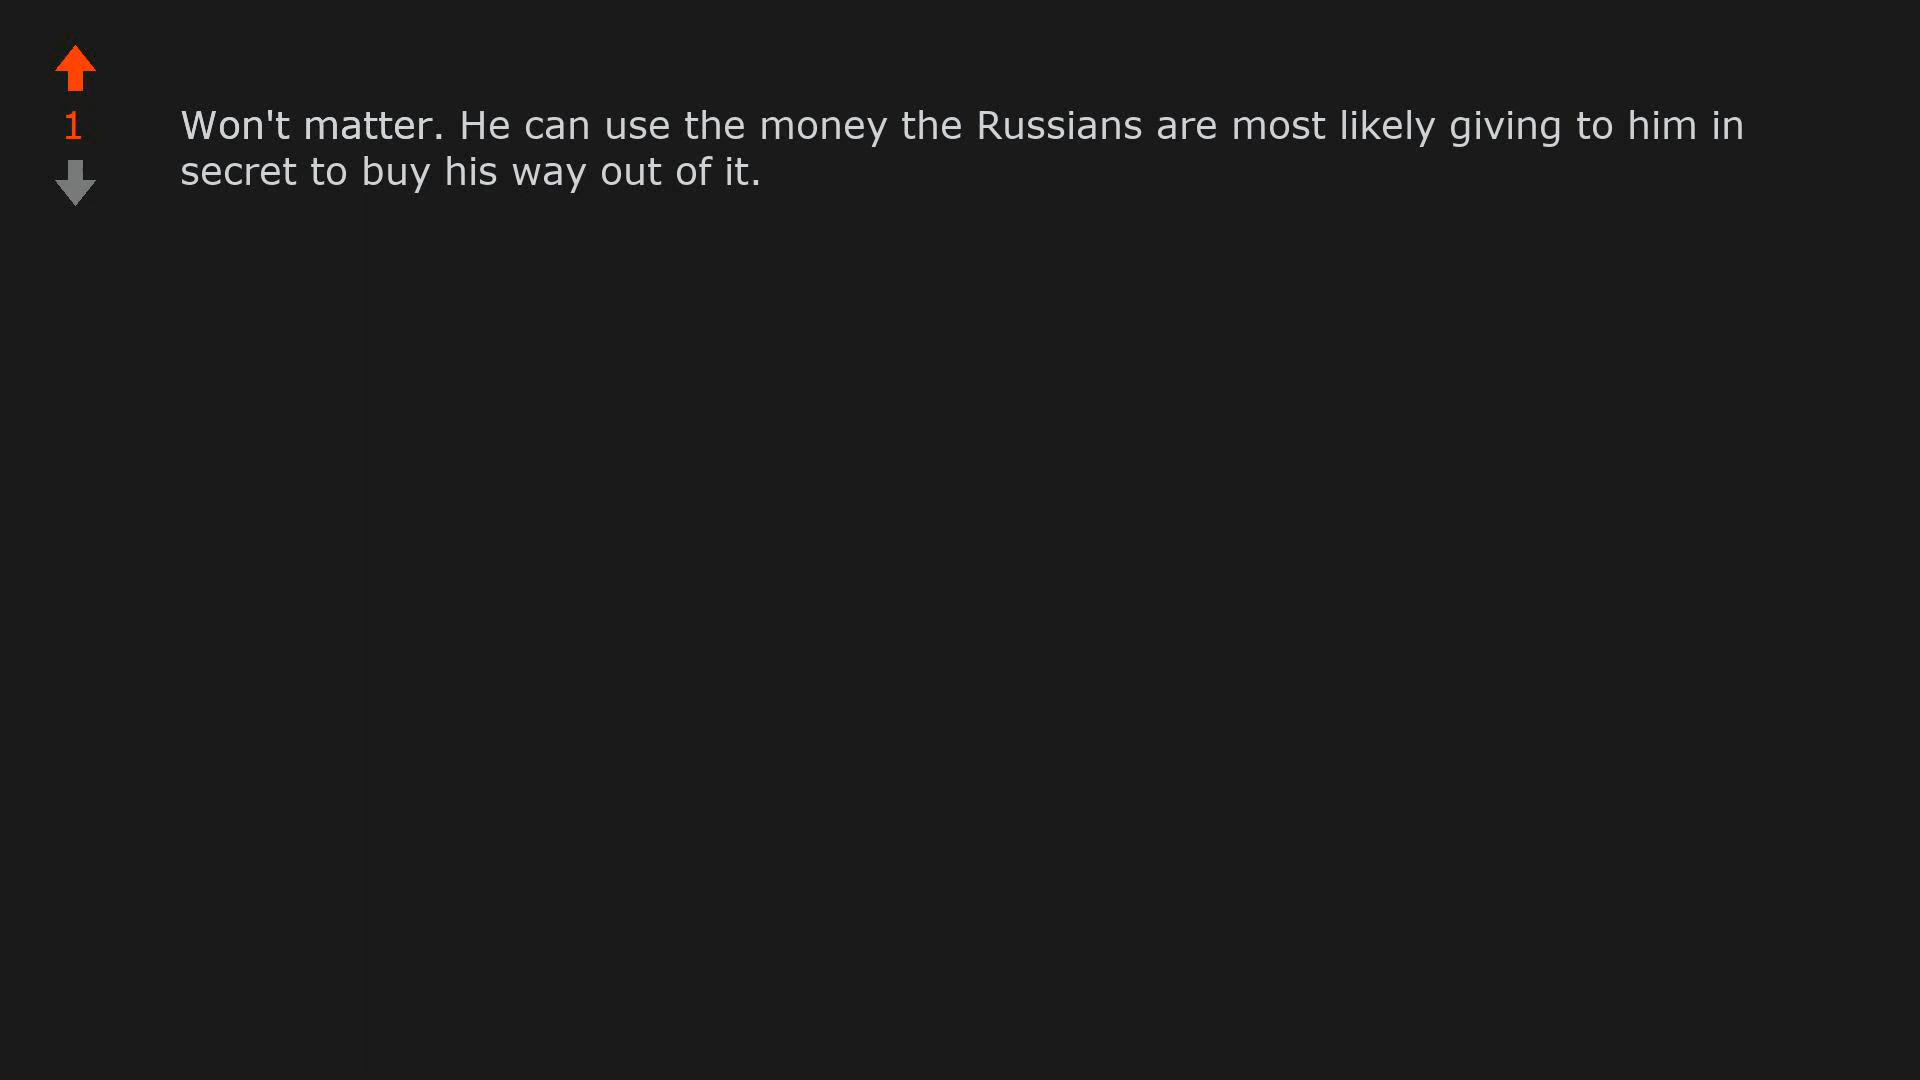 1
Won't matter. He can use the money the Russians are most likely giving to him in
secret to buy his way out of it.